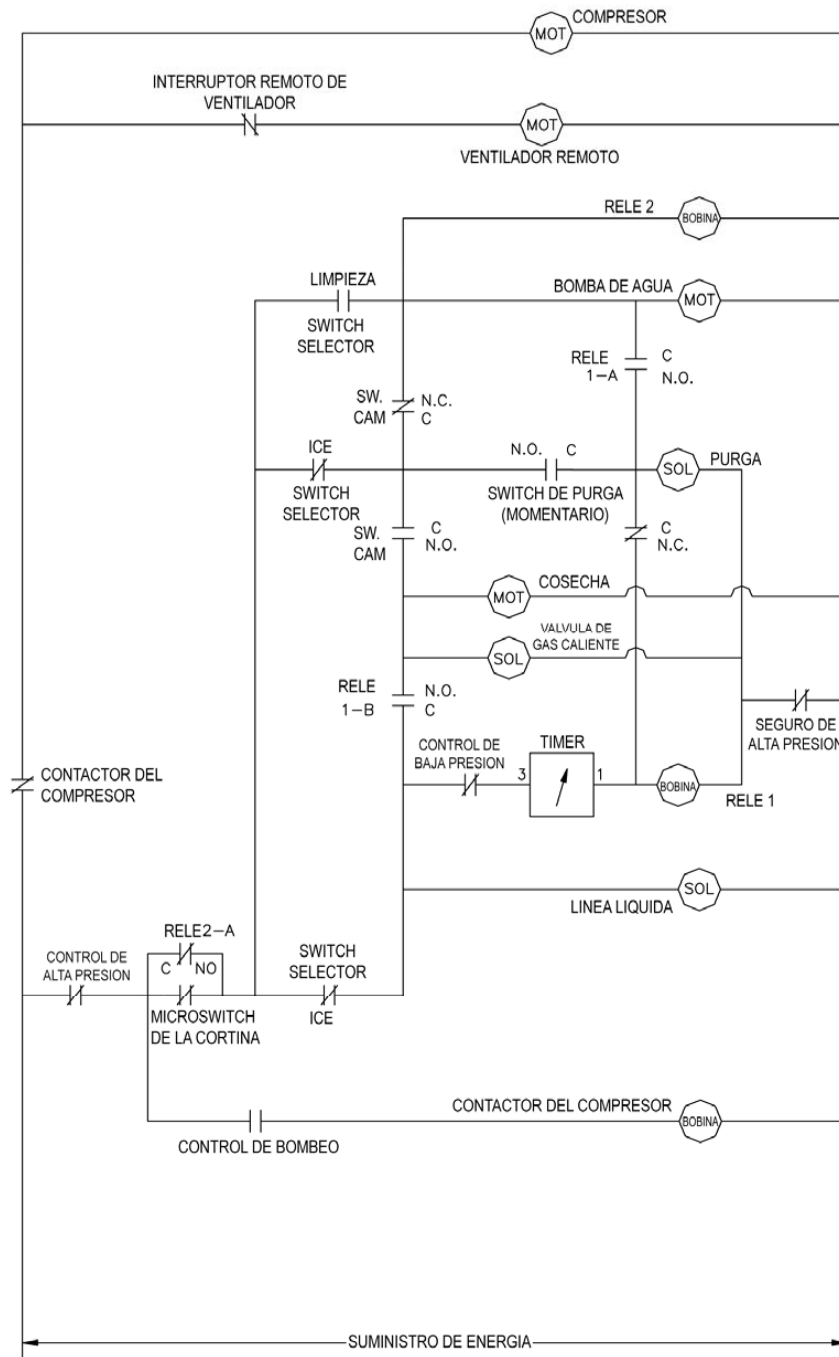 COMPRESOR
MOT
INTERRUPTOR REMOTO DE
VENTILADOR
MOT
VENTILADOR REMOTO
RELE 2
BOBINA
LIMPIEZA
SWITCH
SELECTOR
BOMBA DE AGUA
MOT
RELE
1-A
C
N.O.
SW.
CAM
N.C.
C
ICE
SWITCH
SELECTOR
N.O.
C
SWITCH DE PURGA
(MOMENTARIO)
SOL
PURGA
SW.
CAM
C
N.O.
C
N.C.
MOT
COSECHA
SOL
VALVULA DE
GAS CALIENTE
RELE
1-B
N.O.
C
SEGURO DE
ALTA PRESION
CONTROL DE
BAJA PRESION
TIMER
3
1
BOBINA
RELE 1
CONTACTOR DEL
COMPRESOR
SOL
LINEA LIQUIDA
CONTROL DE
ALTA PRESION
RELE2-A
C
NO
MICROSWITCH
DE LA CORTINA
SWITCH
SELECTOR
ICE
CONTACTOR DEL COMPRESOR
BOBINA
CONTROL DE BOMBEO
SUMINISTRO DE ENERGIA